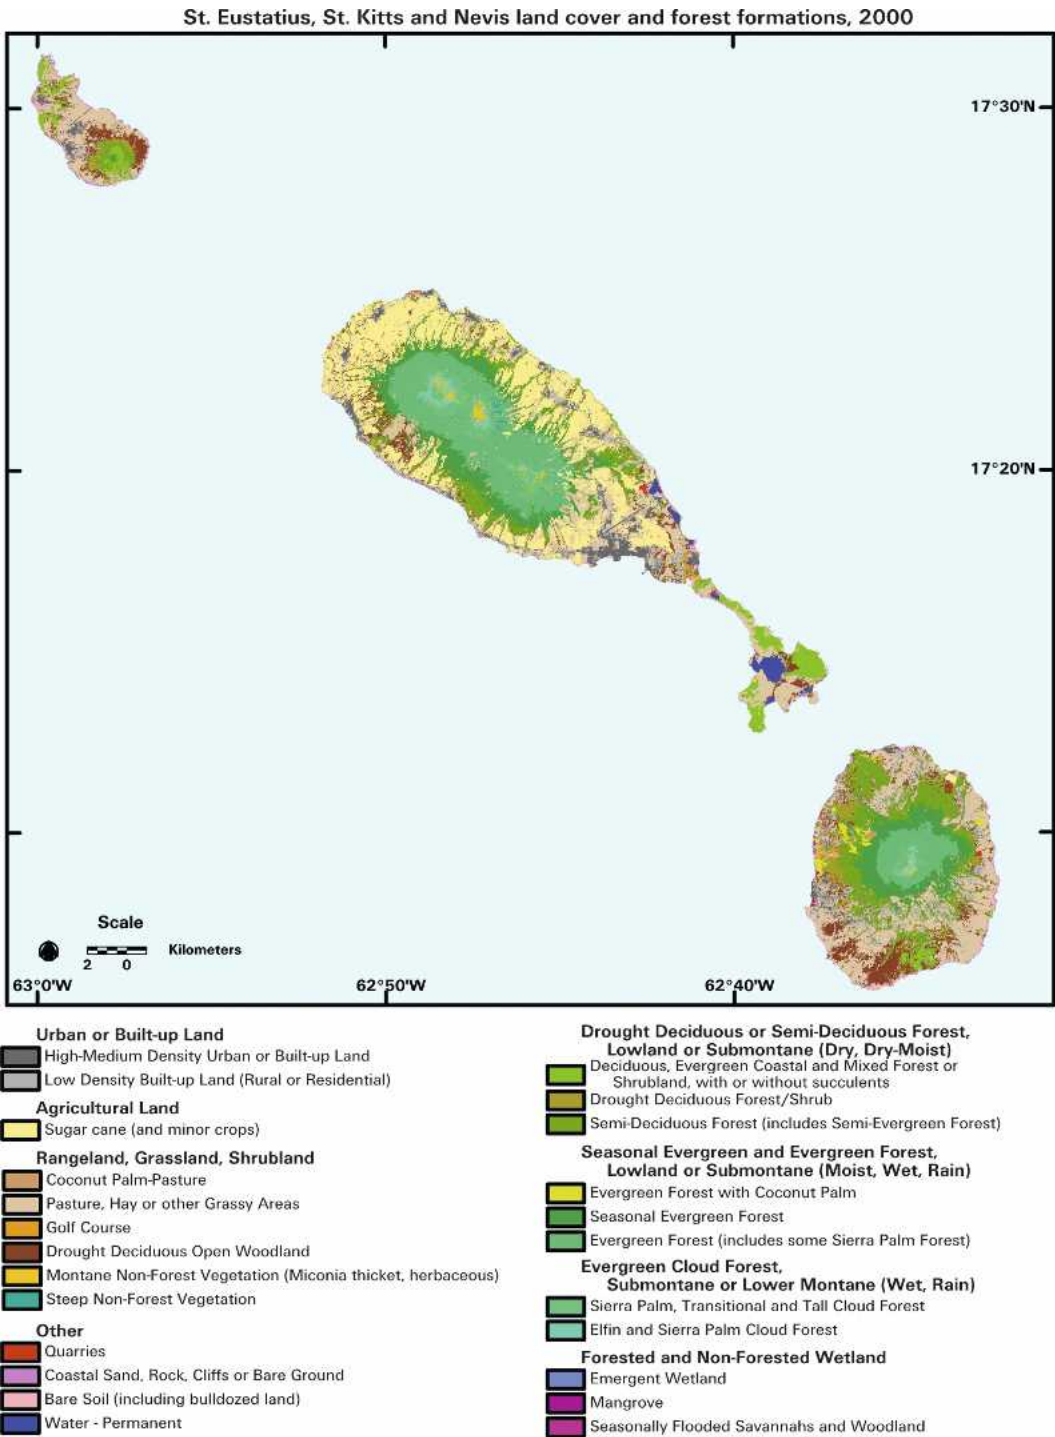 St. Eustatius, St. Kitts and Nevis land cover and forest formations, 2000
17°30'N
17°20'N
Scale
Kilometers
2 0
63°0'W 62°50'W 62°40'W
Urban or Built-up Land
High-Medium Density Urban or Built-up Land
Low Density Built-up Land (Rural or Residential)
Agricultural Land
Sugar cane (and minor crops)
Rangeland, Grassland, Shrubland
Coconut Palm-Pasture
Pasture, Hay or other Grassy Areas
Golf Course
Drought Deciduous Open Woodland
Montane Non-Forest Vegetation (Miconia thicket, herbaceous)
Steep Non-Forest Vegetation
Other
Quarries
Coastal Sand, Rock, Cliffs or Bare Ground
Bare Soil (including bulldozed land)
Water - Permanent
Drought Deciduous or Semi-Deciduous Forest,
Lowland or Submontane (Dry, Dry-Moist)
Deciduous, Evergreen Coastal and Mixed Forest or
Shrubland, with or without succulents
Drought Deciduous Forest/Shrub
Semi-Deciduous Forest (includes Semi-Evergreen Forest)
Seasonal Evergreen and Evergreen Forest,
Lowland or Submontane (Moist, Wet, Rain)
Evergreen Forest with Coconut Palm
Seasonal Evergreen Forest
Evergreen Forest (includes some Sierra Palm Forest)
Evergreen Cloud Forest,
Submontane or Lower Montane (Wet, Rain)
Sierra Palm, Transitional and Tall Cloud Forest
Elfin and Sierra Palm Cloud Forest
Forested and Non-Forested Wetland
Emergent Wetland
Mangrove
Seasonally Flooded Savannahs and Woodland